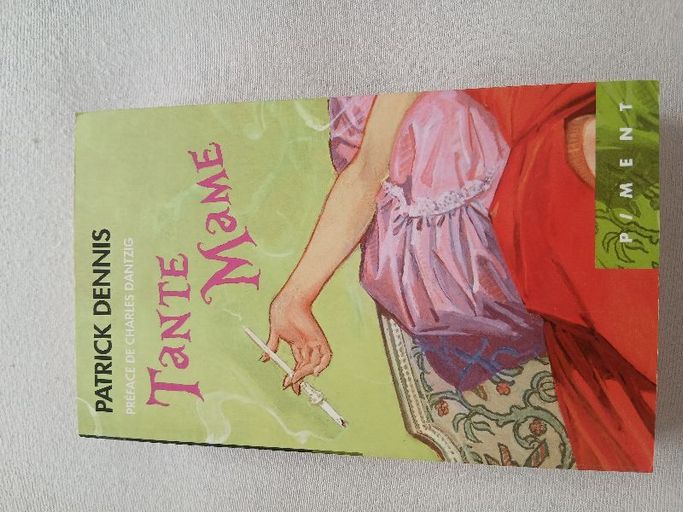 PATRICK DENNIS
PRÉFACE DE CHARLES DANTZIG
TANTE
MAME
PIMENT